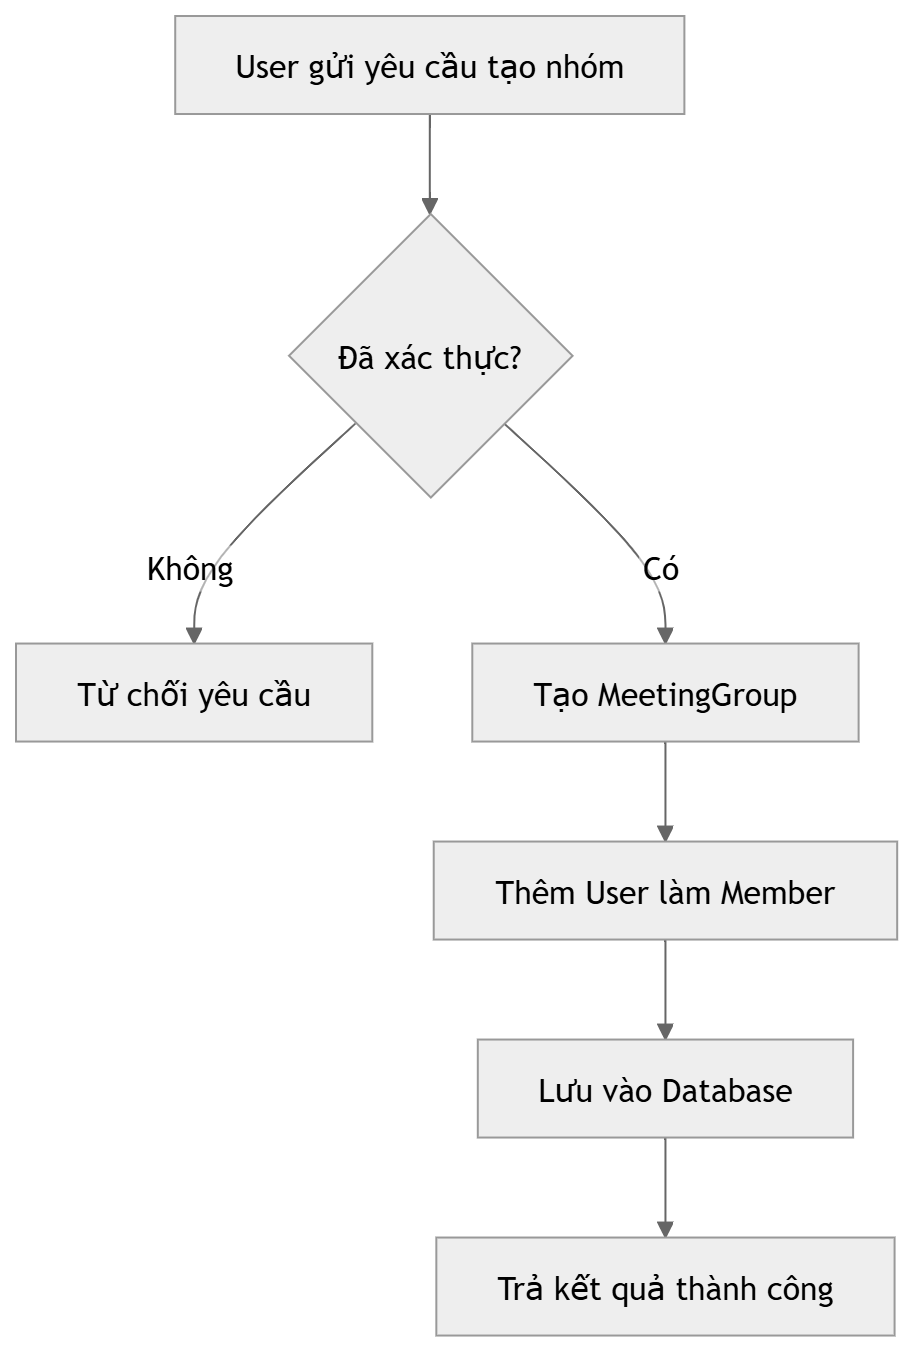 User gửi yêu cầu tạo nhóm
Đã xác thực?
Không
Có
Từ chối yêu cầu
Tạo MeetingGroup
Thêm User làm Member
Lưu vào Database
Trả kết quả thành công